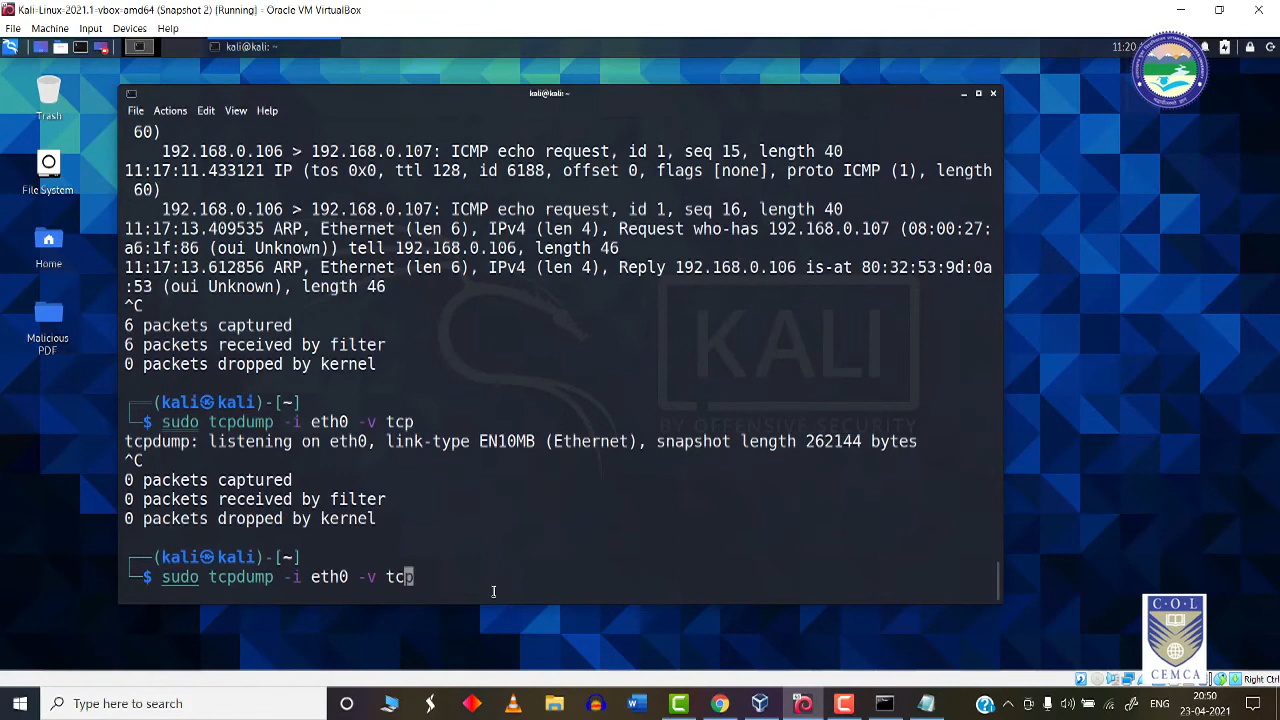 Kali-Linux-2021.1-vbox-amd64 (Snapshot 2) [Running] - Oracle VM VirtualBox
File Machine Input Devices Help
kali@kali: ~
11:20
Trash
File System
Home
Malicious
PDF
kali@kali: ~
File Actions Edit View Help
60)
192.168.0.106 > 192.168.0.107: ICMP echo request, id 1, seq 15, length 40
11:17:11.433121 IP (tos 0x0, ttl 128, id 6188, offset 0, flags [none], proto ICMP (1), length
60)
192.168.0.106 > 192.168.0.107: ICMP echo request, id 1, seq 16, length 40
11:17:13.409535 ARP, Ethernet (len 6), IPv4 (len 4), Request who-has 192.168.0.107 (08:00:27:
a6:1f:86 (oui Unknown)) tell 192.168.0.106, length 46
11:17:13.612856 ARP, Ethernet (len 6), IPv4 (len 4), Reply 192.168.0.106 is-at 80:32:53:9d:0a
:53 (oui Unknown), length 46
^C
6 packets captured
6 packets received by filter
0 packets dropped by kernel
(kali㉿kali)-[~]
$ sudo tcpdump -i eth0 -v tcp
tcpdump: listening on eth0, link-type EN10MB (Ethernet), snapshot length 262144 bytes
^C
0 packets captured
0 packets received by filter
0 packets dropped by kernel
(kali㉿kali)-[~]
$ sudo tcpdump -i eth0 -v tcp
KALI
BY OFFENSIVE SECURITY
C·O·L
CEMCA
Right Ctrl
Type here to search
ENG
20:50
23-04-2021